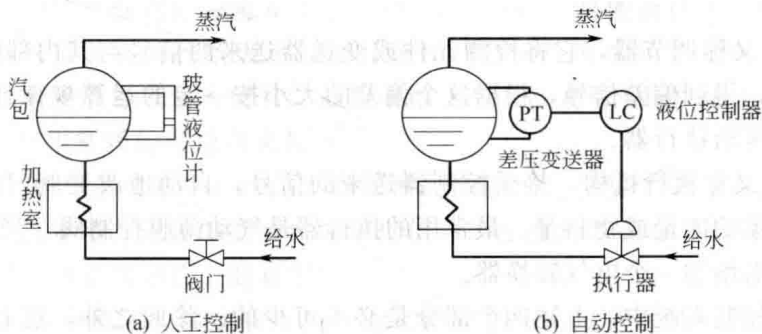 蒸汽
汽包
玻管液位计
加热室
给水
阀门
(a) 人工控制
蒸汽
PT
LC
液位控制器
差压变送器
给水
执行器
(b) 自动控制